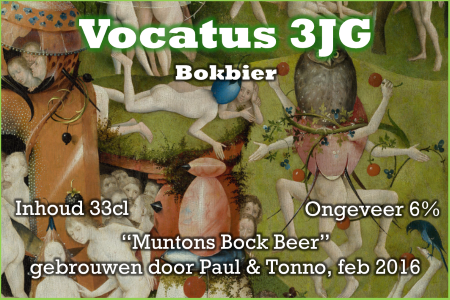 Vocatus 3JG
Bokbier
Inhoud 33cl
Ongeveer 6%
“Muntons Bock Beer”
gebrouwen door Paul & Tonno, feb 2016